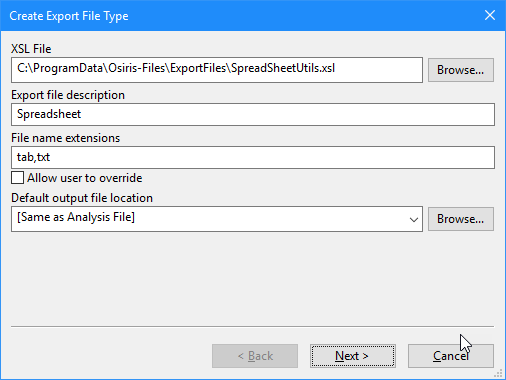 Create Export File Type
XSL File
C:\ProgramData\Osiris-Files\ExportFiles\SpreadSheetUtils.xsl
Browse...
Export file description
Spreadsheet
File name extensions
tab,txt
Allow user to override
Default output file location
[Same as Analysis File]
Browse...
< Back
Next >
Cancel